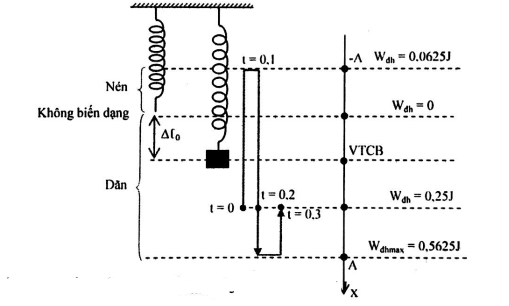 -A
W_dh = 0.0625J
t = 0,1
Nén
Không biến dạng
W_dh = 0
Δℓ₀
VTCB
Dãn
t = 0
t = 0.2
t = 0.3
W_dh = 0,25J
W_dhmax = 0,5625J
A
x